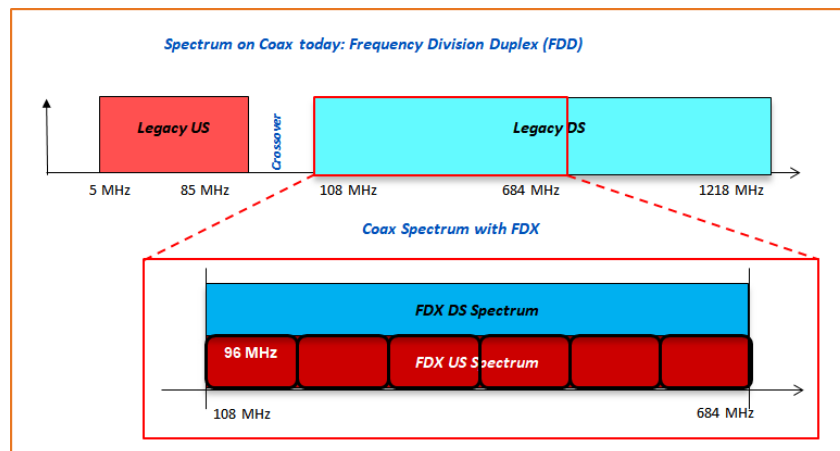 Spectrum on Coax today: Frequency Division Duplex (FDD)
Legacy US
Crossover
Legacy DS
5 MHz
85 MHz
108 MHz
684 MHz
1218 MHz
Coax Spectrum with FDX
FDX DS Spectrum
96 MHz
FDX US Spectrum
108 MHz
684 MHz